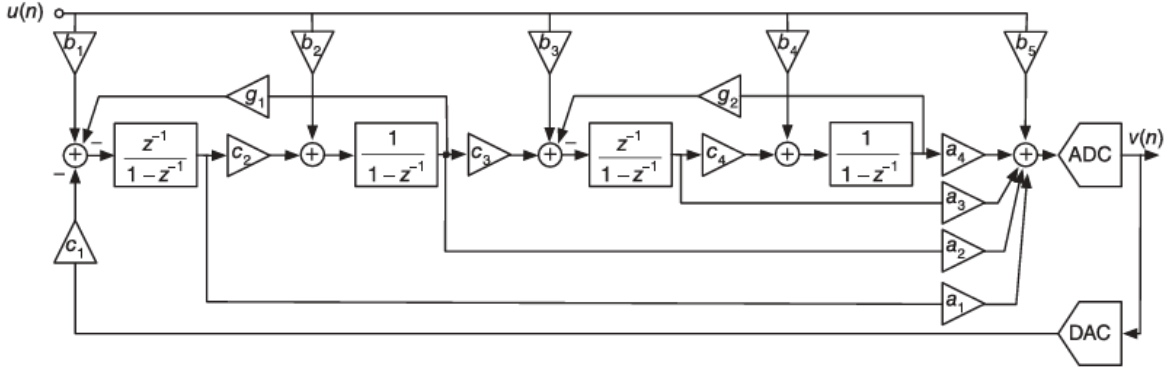 u(n)
b₁
b₂
b₃
b₄
b₅
g₁
g₂
z⁻¹
1 − z⁻¹
c₂
1
1 − z⁻¹
c₃
z⁻¹
1 − z⁻¹
c₄
1
1 − z⁻¹
a₄
ADC
v(n)
a₃
a₂
a₁
c₁
DAC